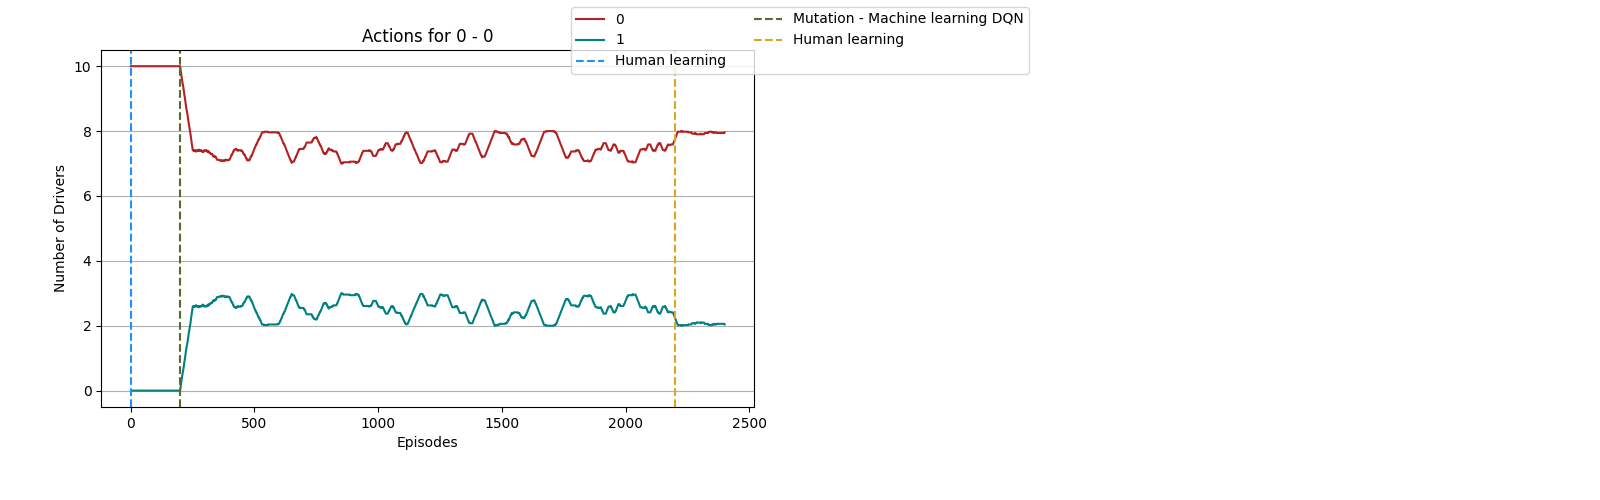 0
1
Human learning
Mutation - Machine learning DQN
Human learning
Actions for 0 - 0
Number of Drivers
10
8
6
4
2
0
0 500 1000 1500 2000 2500
Episodes